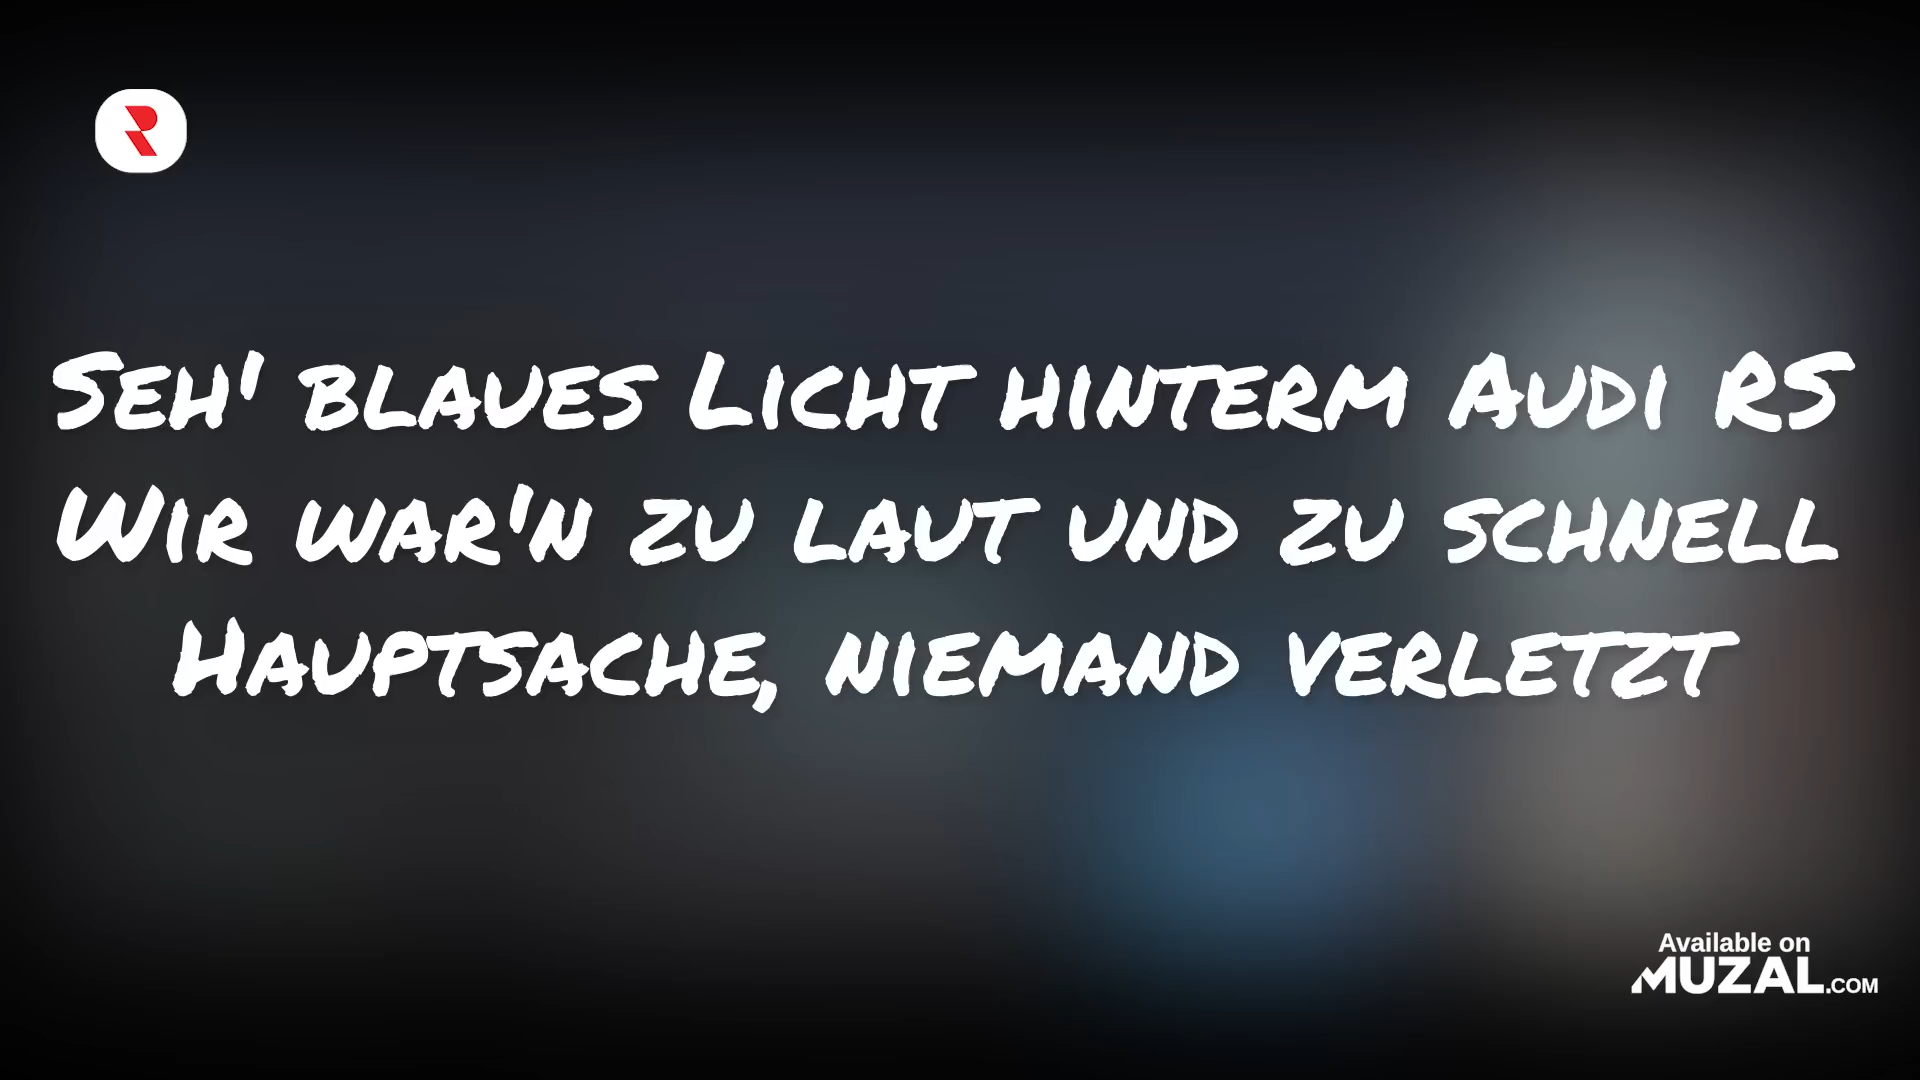 Seh' blaues Licht hinterm Audi RS
Wir war'n zu laut und zu schnell
Hauptsache, niemand verletzt
Available on
MUZAL.COM